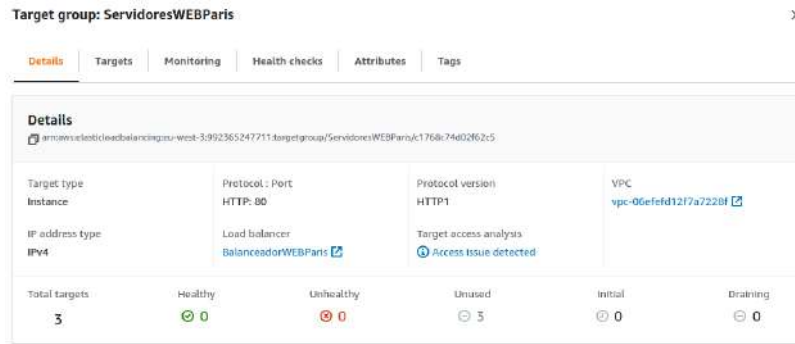 Target group: ServidoresWEBParis
Details Targets Monitoring Health checks Attributes Tags
Details
arn:aws:elasticloadbalancing:eu-west-3:992365247711:targetgroup/ServidoresWEBParis/c1768c74d02f62c5
Target type Protocol : Port Protocol version VPC
Instance HTTP: 80 HTTP1 vpc-06efefd12f7a7228f
IP address type Load balancer Target access analysis
IPv4 BalanceadorWEBParis Access issue detected
Total targets Healthy Unhealthy Unused Initial Draining
3 0 0 3 0 0